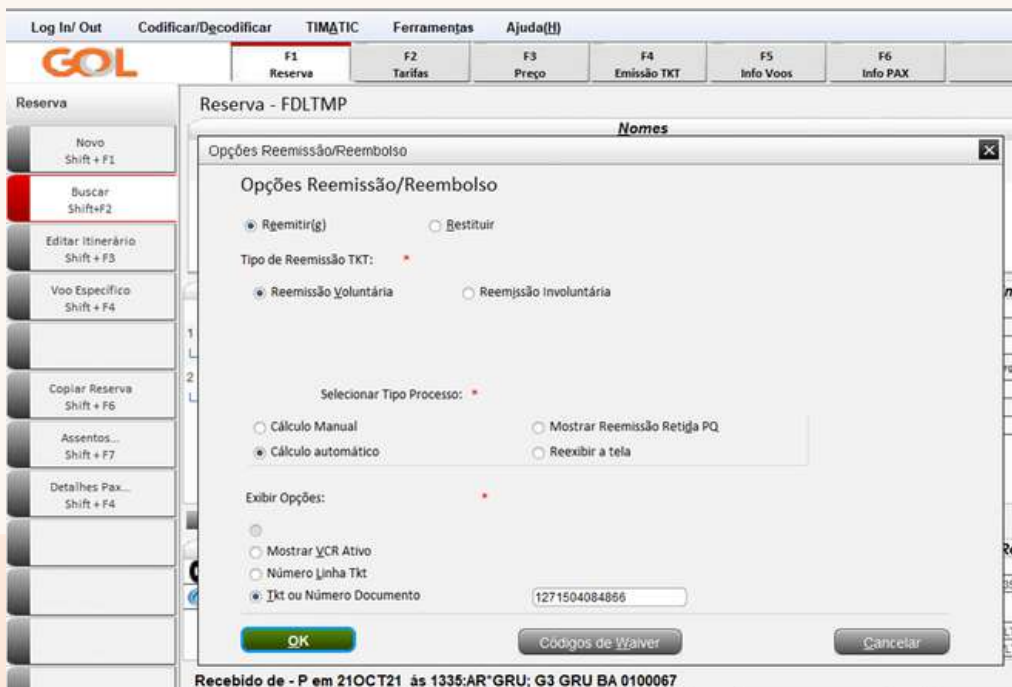 Log In/ Out Codificar/Decodificar TIMATIC Ferramentas Ajuda(H)
GOL
F1 F2 F3 F4 F5 F6
Reserva Tarifas Preço Emissão TKT Info Voos Info PAX
Reserva
Reserva - FDLTMP
Nomes
Novo
Shift + F1
Buscar
Shift+F2
Editar Itinerário
Shift + F3
Voo Específico
Shift + F4
Copiar Reserva
Shift + F6
Assentos...
Shift + F7
Detalhes Pax...
Shift + F4
1
2
Opções Reemissão/Reembolso
Opções Reemissão/Reembolso
Reemitir(g) Restituir
Tipo de Reemissão TKT: *
Reemissão Voluntária Reemissão Involuntária
Selecionar Tipo Processo: *
Cálculo Manual Mostrar Reemissão Retida PQ
Cálculo automático Reexibir a tela
Exibir Opções: *
Mostrar VCR Ativo
Número Linha Tkt
Tkt ou Número Documento 1271504084866
OK Códigos de Waiver Cancelar
Recebido de - P em 21OCT21 ás 1335;AR*GRU; G3 GRU BA 0100067